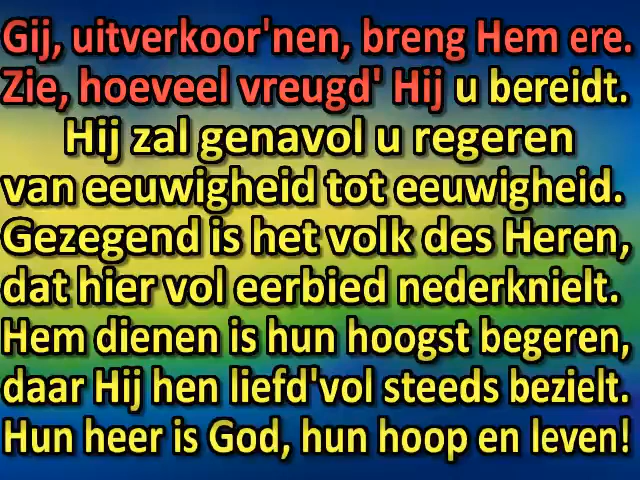 Gij, uitverkoor'nen, breng Hem ere.
Zie, hoeveel vreugd' Hij u bereidt.
Hij zal genavol u regeren
van eeuwigheid tot eeuwigheid.
Gezegend is het volk des Heren,
dat hier vol eerbied nederknielt.
Hem dienen is hun hoogst begeren,
daar Hij hen liefd'vol steeds bezielt.
Hun heer is God, hun hoop en leven!